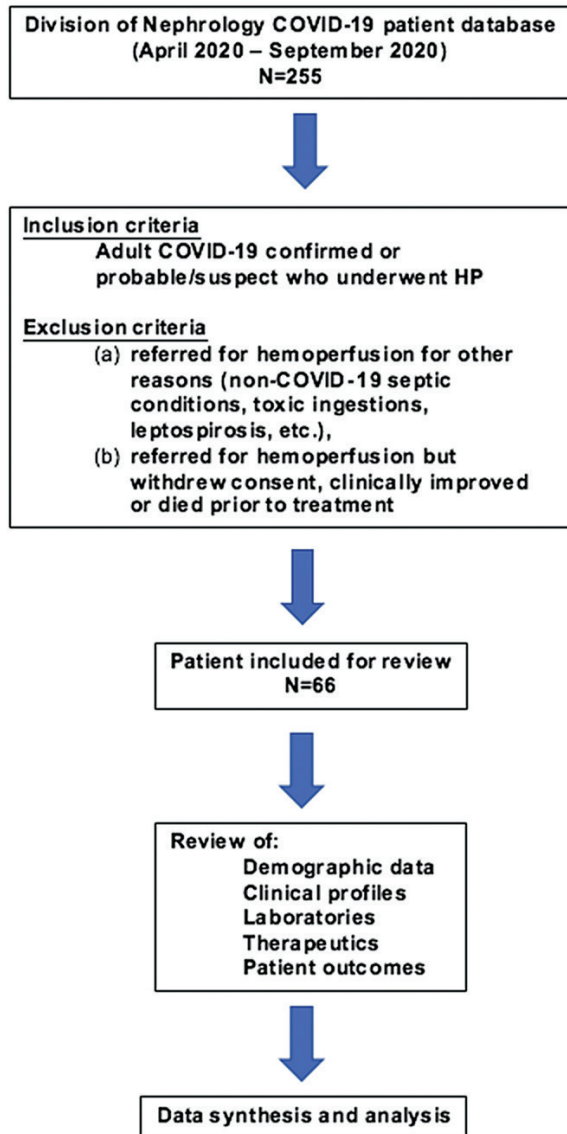 Division of Nephrology COVID-19 patient database
(April 2020 – September 2020)
N=255
Inclusion criteria
Adult COVID-19 confirmed or
probable/suspect who underwent HP
Exclusion criteria
(a) referred for hemoperfusion for other
reasons (non-COVID-19 septic
conditions, toxic ingestions,
leptospirosis, etc.),
(b) referred for hemoperfusion but
withdrew consent, clinically improved
or died prior to treatment
Patient included for review
N=66
Review of:
Demographic data
Clinical profiles
Laboratories
Therapeutics
Patient outcomes
Data synthesis and analysis